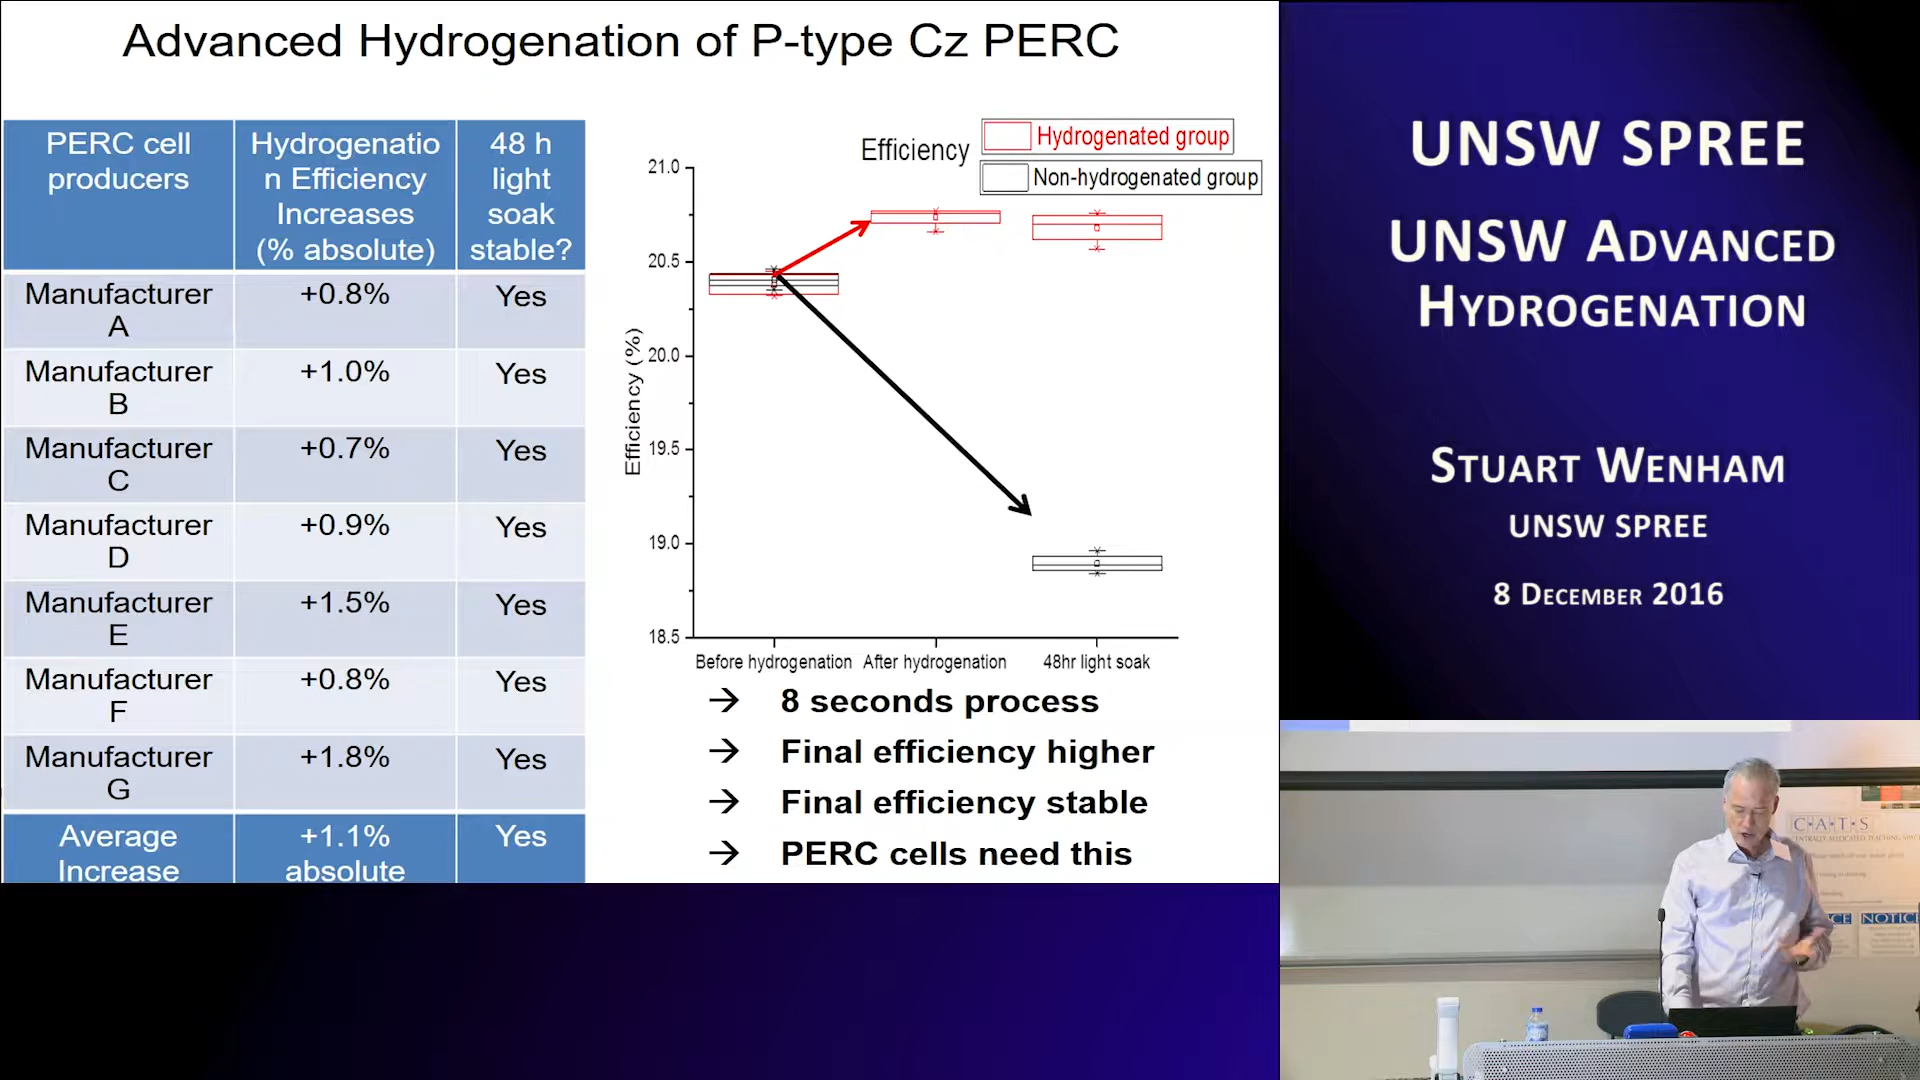 Advanced Hydrogenation of P-type Cz PERC
PERC cell
producers
Hydrogenatio
n Efficiency
Increases
(% absolute)
48 h
light
soak
stable?
Manufacturer
A
+0.8%
Yes
Manufacturer
B
+1.0%
Yes
Manufacturer
C
+0.7%
Yes
Manufacturer
D
+0.9%
Yes
Manufacturer
E
+1.5%
Yes
Manufacturer
F
+0.8%
Yes
Manufacturer
G
+1.8%
Yes
Average
Increase
+1.1%
absolute
Yes
Efficiency
Hydrogenated group
Non-hydrogenated group
Efficiency (%)
21.0
20.5
20.0
19.5
19.0
18.5
Before hydrogenation
After hydrogenation
48hr light soak
→ 8 seconds process
→ Final efficiency higher
→ Final efficiency stable
→ PERC cells need this
UNSW SPREE
UNSW ADVANCED
HYDROGENATION
STUART WENHAM
UNSW SPREE
8 DECEMBER 2016
C·A·T·S
NOTICE